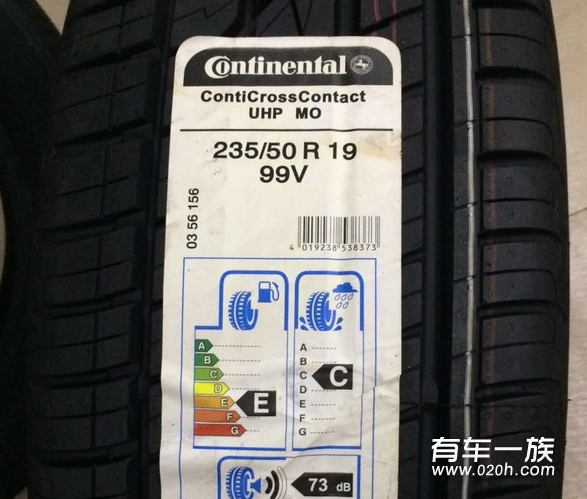 Continental
ContiCrossContact
UHP MO
235/50 R 19
99V
03 56 156
4 019238 538373
A
B
C
D
E
F
G
E
A
B
C
D
E
F
G
C
73 dB
有车一族
www.02oh.com